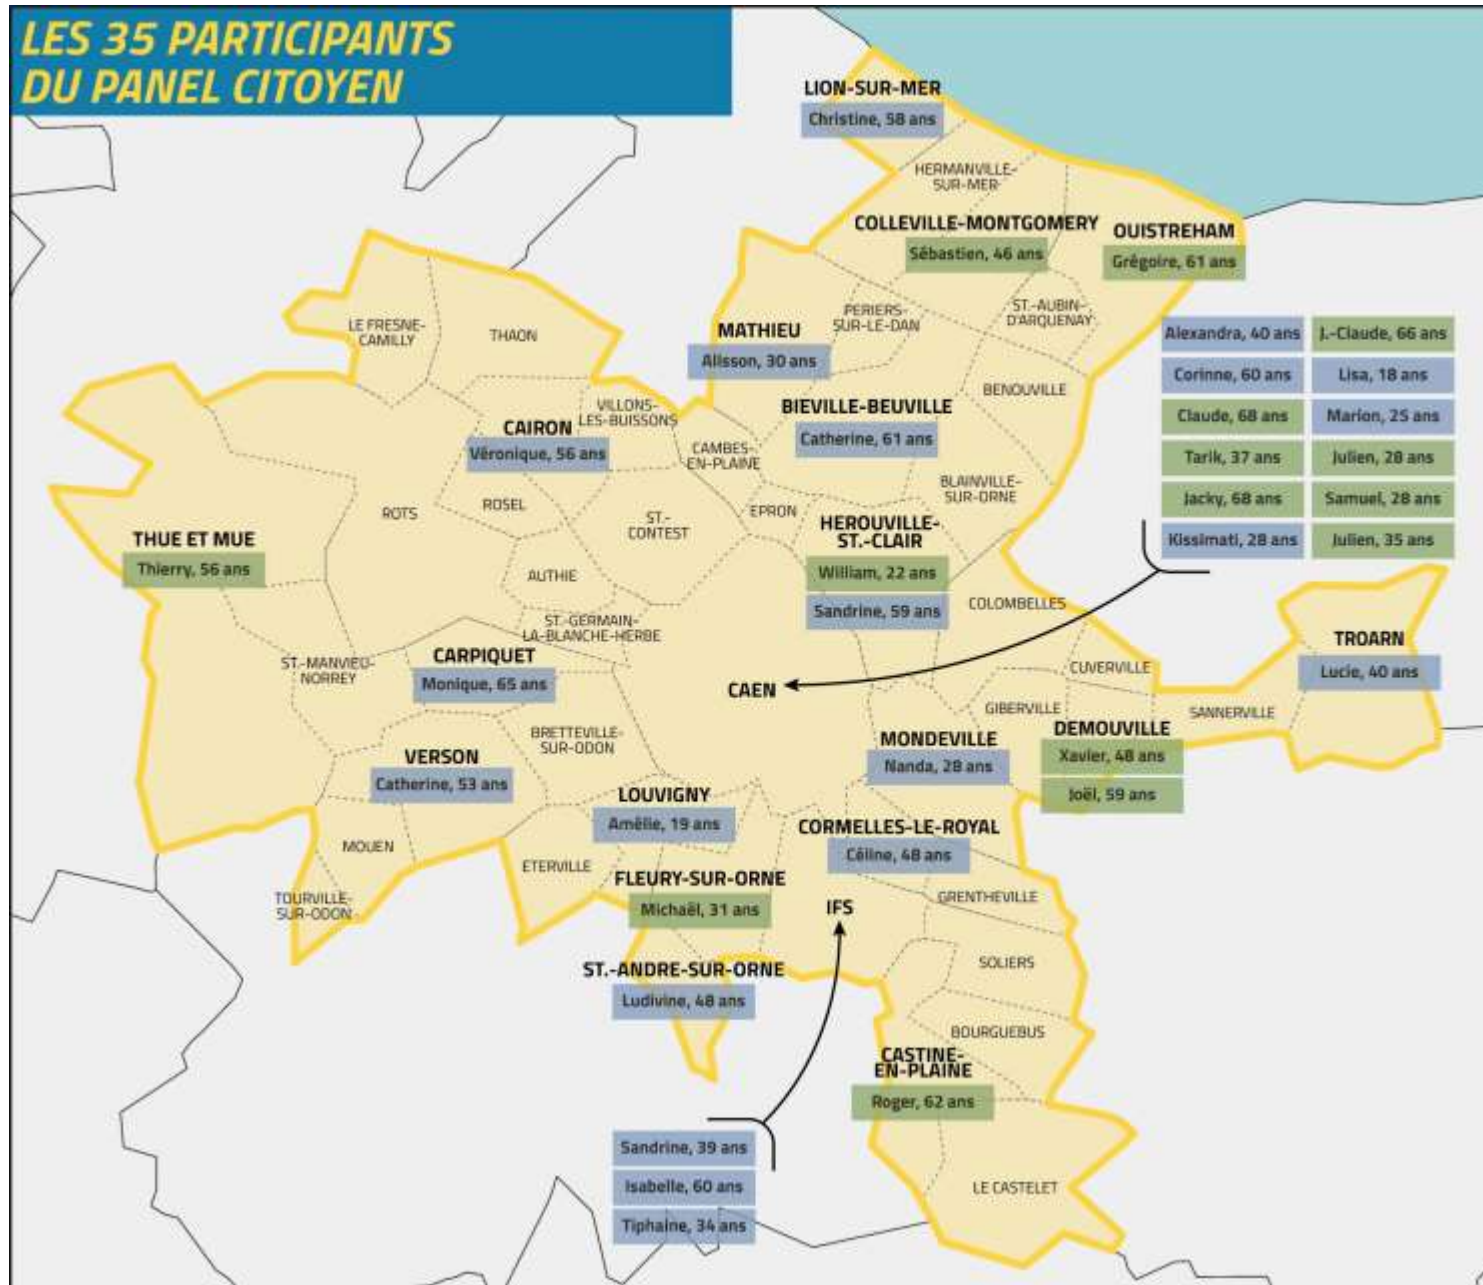 LES 35 PARTICIPANTS
DU PANEL CITOYEN
LION-SUR-MER
Christine, 58 ans
HERMANVILLE-
SUR-MER
COLLEVILLE-MONTGOMERY
Sébastien, 46 ans
OUISTREHAM
Grégoire, 61 ans
PERIERS-
SUR-LE-DAN
ST.-AUBIN-
D'ARQUENAY
MATHIEU
Alisson, 30 ans
LE FRESNE-
CAMILLY
THAON
BENOUVILLE
Alexandra, 40 ans
J.-Claude, 66 ans
Corinne, 60 ans
Lisa, 18 ans
Claude, 68 ans
Marion, 25 ans
Tarik, 37 ans
Julien, 28 ans
Jacky, 68 ans
Samuel, 28 ans
Kissimati, 28 ans
Julien, 35 ans
VILLONS-
LES-BUISSONS
CAIRON
Véronique, 56 ans
BIEVILLE-BEUVILLE
Catherine, 61 ans
CAMBES-
EN-PLAINE
BLAINVILLE-
SUR-ORNE
ROTS
ROSEL
ST.-
CONTEST
EPRON
HEROUVILLE-
ST.-CLAIR
William, 22 ans
Sandrine, 59 ans
THUE ET MUE
Thierry, 56 ans
AUTHIE
COLOMBELLES
ST.-GERMAIN-
LA-BLANCHE-HERBE
TROARN
Lucie, 40 ans
ST.-MANVIEU-
NORREY
CARPIQUET
Monique, 65 ans
CAEN
CUVERVILLE
GIBERVILLE
SANNERVILLE
BRETTEVILLE-
SUR-ODON
MONDEVILLE
Nanda, 28 ans
DEMOUVILLE
Xavier, 48 ans
Joël, 59 ans
VERSON
Catherine, 53 ans
LOUVIGNY
Amélie, 19 ans
CORMELLES-LE-ROYAL
Céline, 48 ans
MOUEN
ETERVILLE
FLEURY-SUR-ORNE
Michaël, 31 ans
GRENTHEVILLE
TOURVILLE-
SUR-ODON
IFS
SOLIERS
ST.-ANDRE-SUR-ORNE
Ludivine, 48 ans
BOURGUEBUS
CASTINE-
EN-PLAINE
Roger, 62 ans
Sandrine, 39 ans
Isabelle, 60 ans
Tiphaine, 34 ans
LE CASTELET